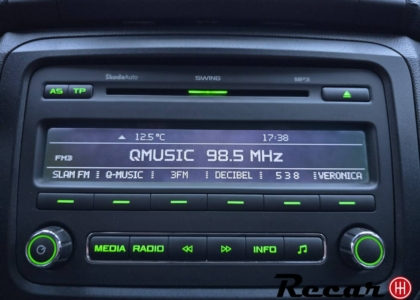 SkodaAuto SWING MP3
AS TP
12.5°C 17:38
FM3 QMUSIC 98.5 MHz
SLAM FM Q-MUSIC 3FM DECIBEL 538 VERONICA
MEDIA RADIO INFO
Recar